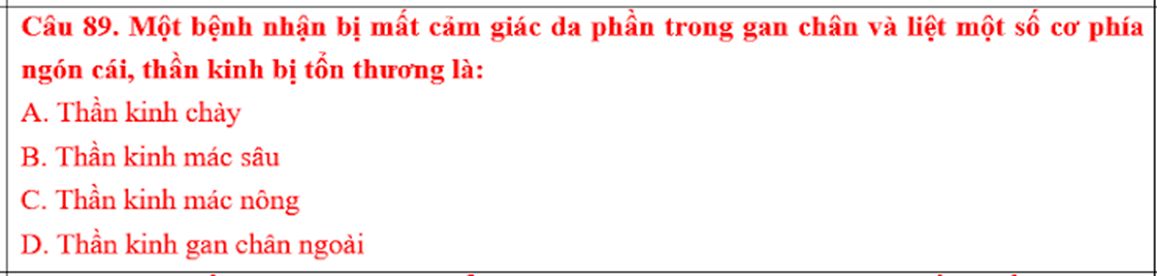 Câu 89. Một bệnh nhận bị mất cảm giác da phần trong gan chân và liệt một số cơ phía
ngón cái, thần kinh bị tổn thương là:
A. Thần kinh chày
B. Thần kinh mác sâu
C. Thần kinh mác nông
D. Thần kinh gan chân ngoài